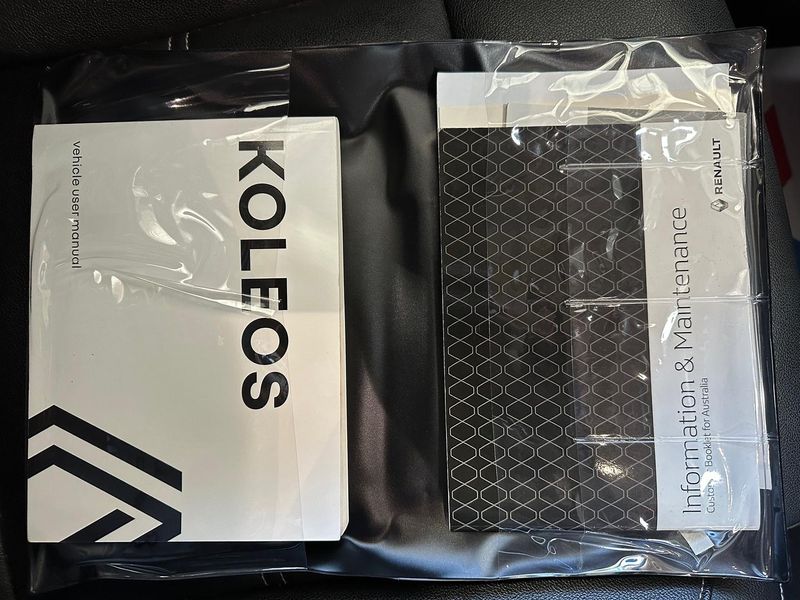 KOLEOS
vehicle user manual
RENAULT
Information & Maintenance
Customer Booklet for Australia